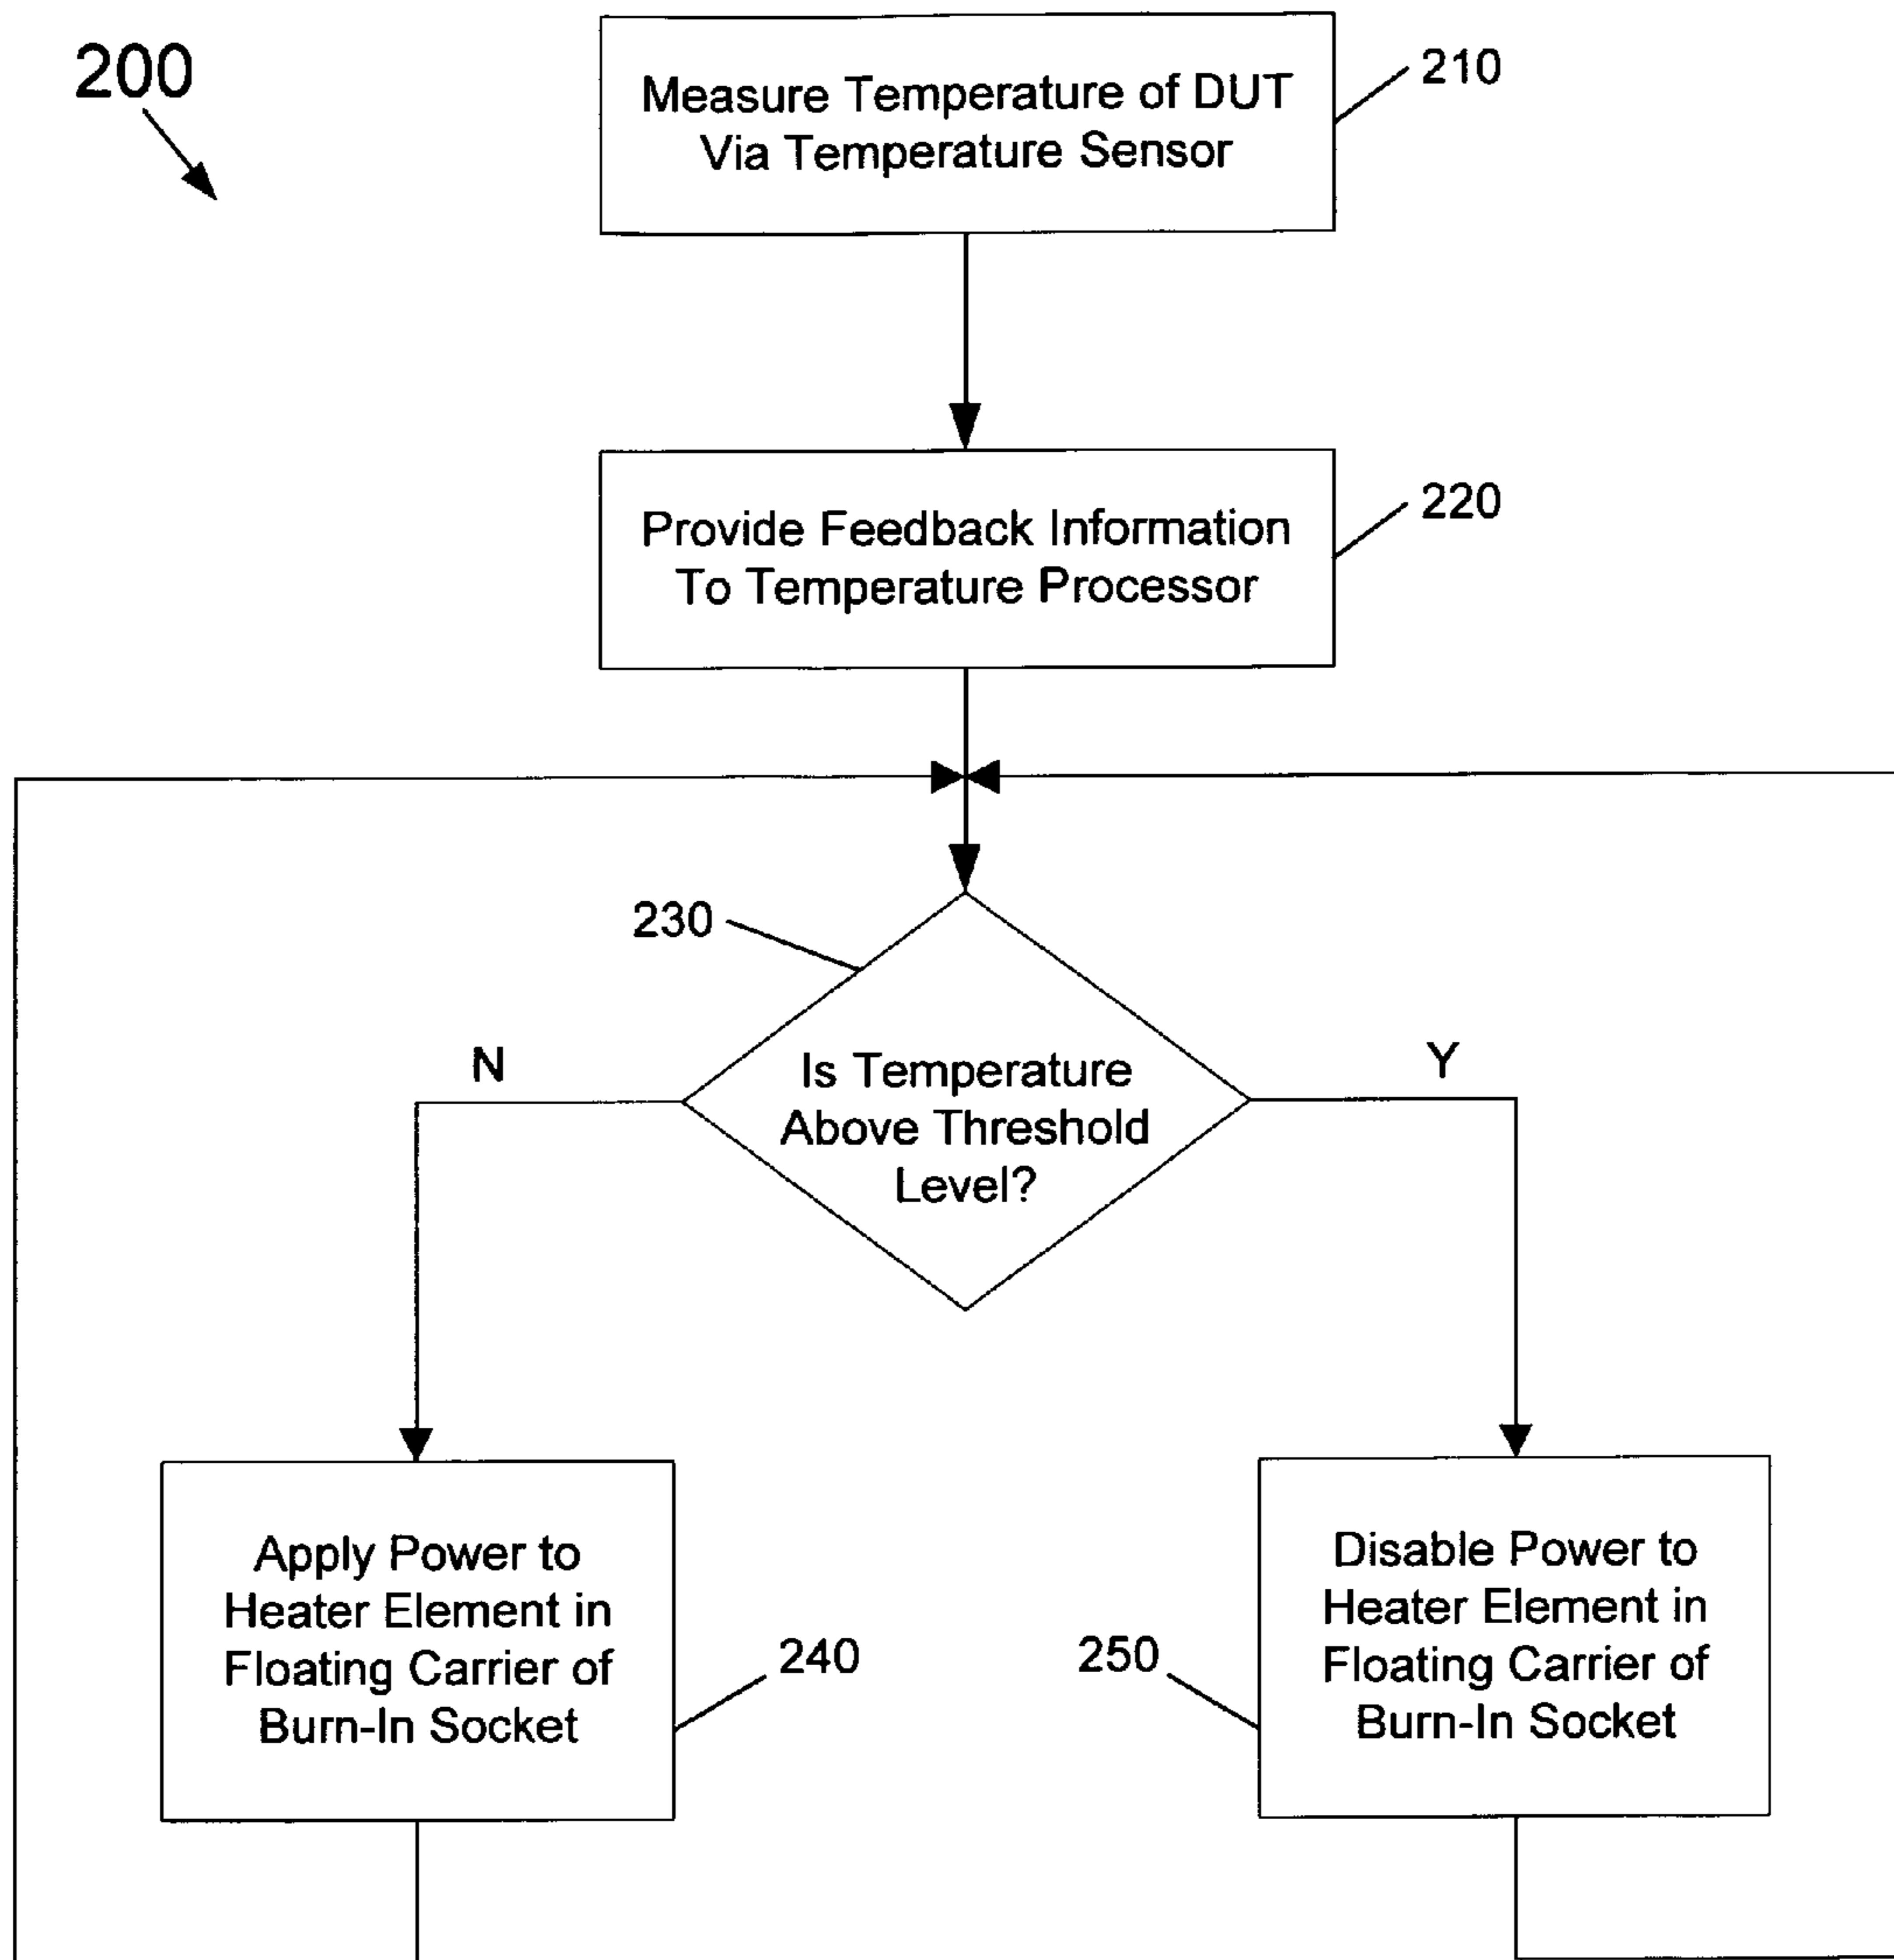 200
Measure Temperature of DUT
Via Temperature Sensor
210
Provide Feedback Information
To Temperature Processor
220
230
N
Is Temperature
Above Threshold
Level?
Y
Apply Power to
Heater Element in
Floating Carrier of
Burn-In Socket
240
250
Disable Power to
Heater Element in
Floating Carrier of
Burn-In Socket